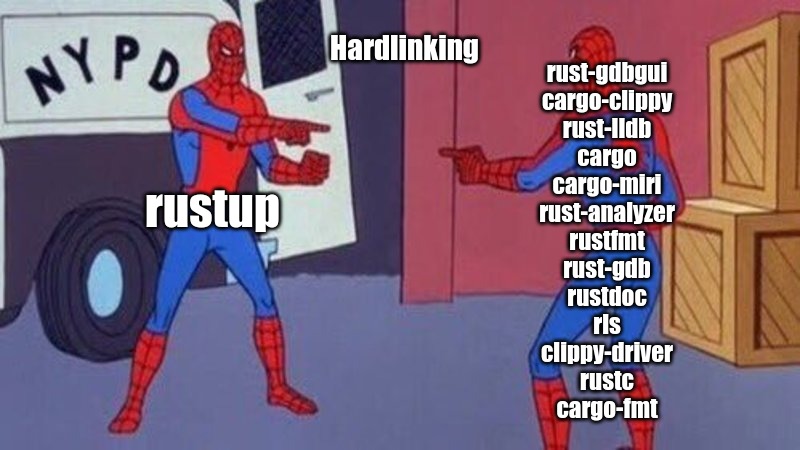 NYPD
Hardlinking
rustup
rust-gdbgui
cargo-clippy
rust-lldb
cargo
cargo-miri
rust-analyzer
rustfmt
rust-gdb
rustdoc
rls
clippy-driver
rustc
cargo-fmt